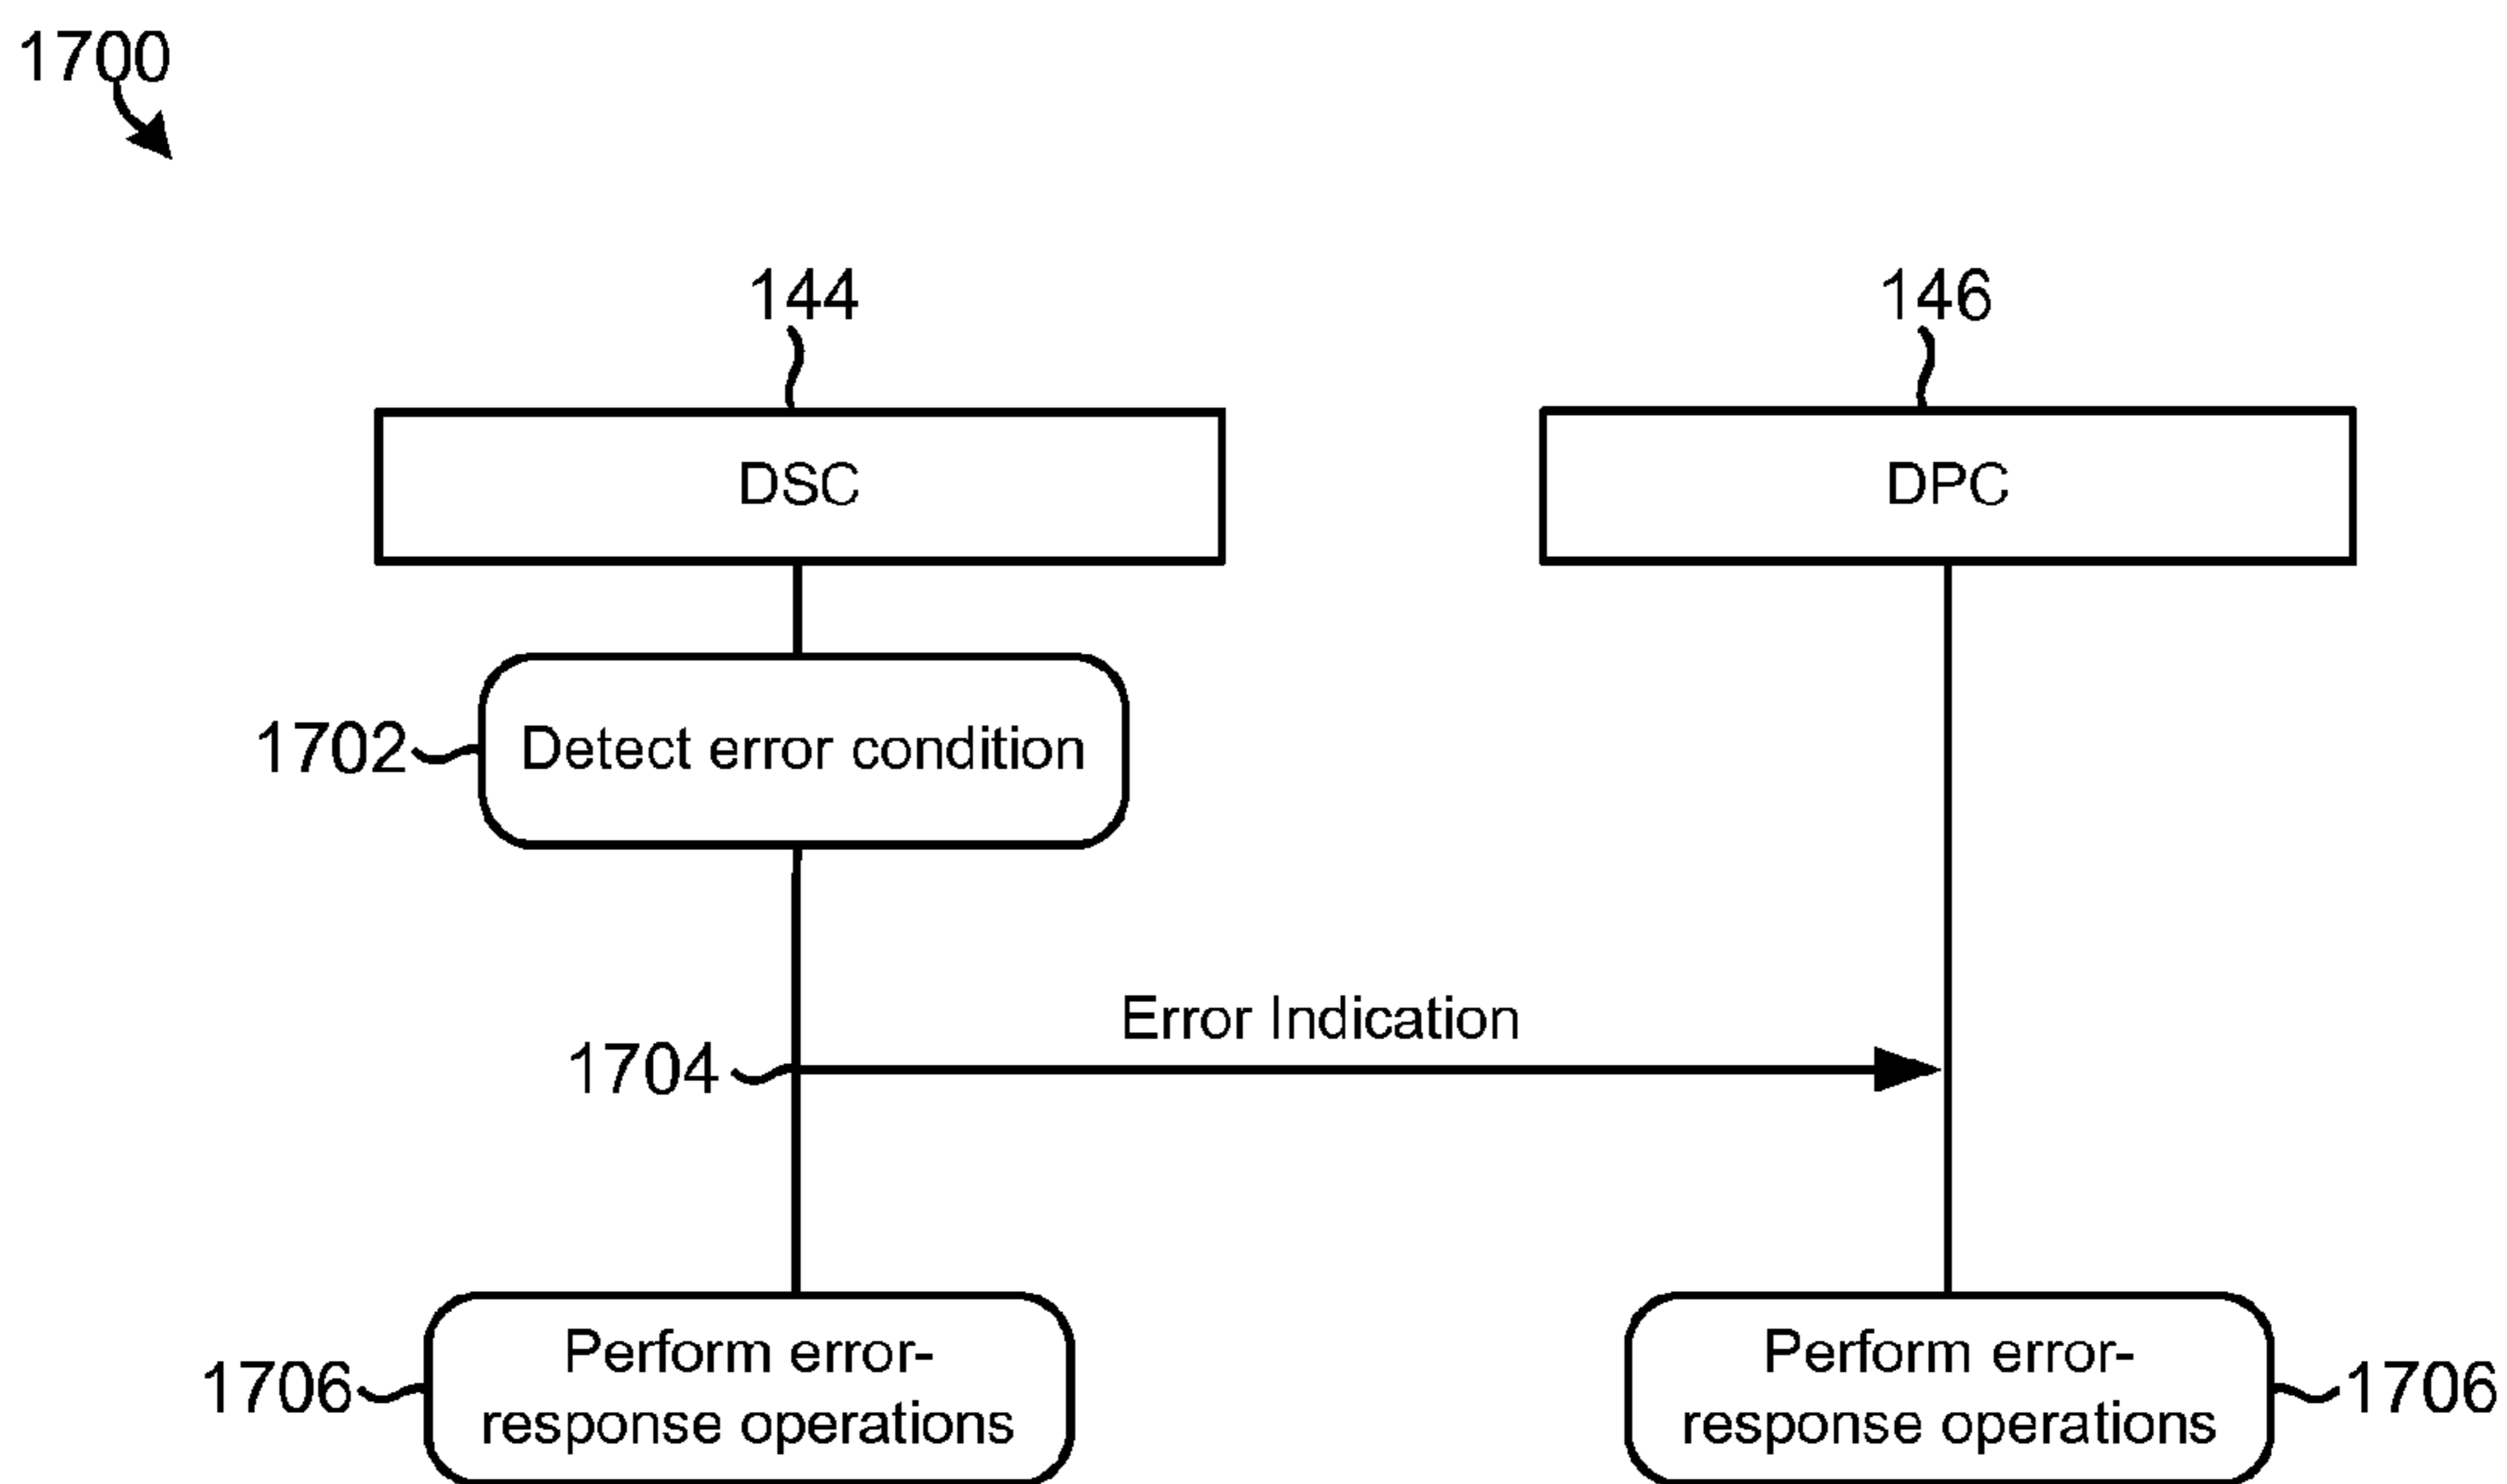 1700
144
146
DSC
DPC
1702
Detect error condition
Error Indication
1704
1706
Perform error-
response operations
Perform error-
response operations
1706